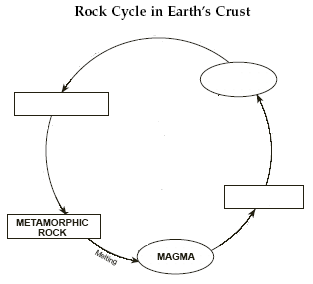 Rock Cycle in Earth's Crust
METAMORPHIC
ROCK
Melting
MAGMA